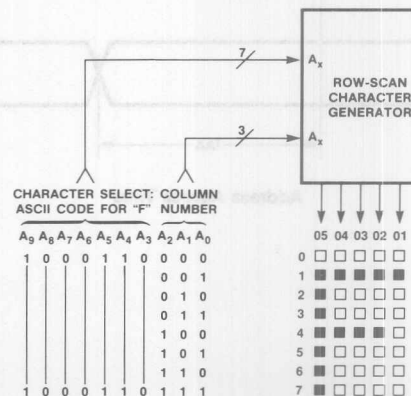 7
Ax
ROW-SCAN
CHARACTER
GENERATOR
3
Ax
CHARACTER SELECT: COLUMN
ASCII CODE FOR "F" NUMBER
A9 A8 A7 A6 A5 A4 A3 A2 A1 A0
05 04 03 02 01
1 0 0 0 1 1 0 0 0 0
0
0 0 1
1
0 1 0
2
0 1 1
3
1 0 0
4
1 0 1
5
1 1 0
6
1 0 0 0 1 1 0 1 1 1
7